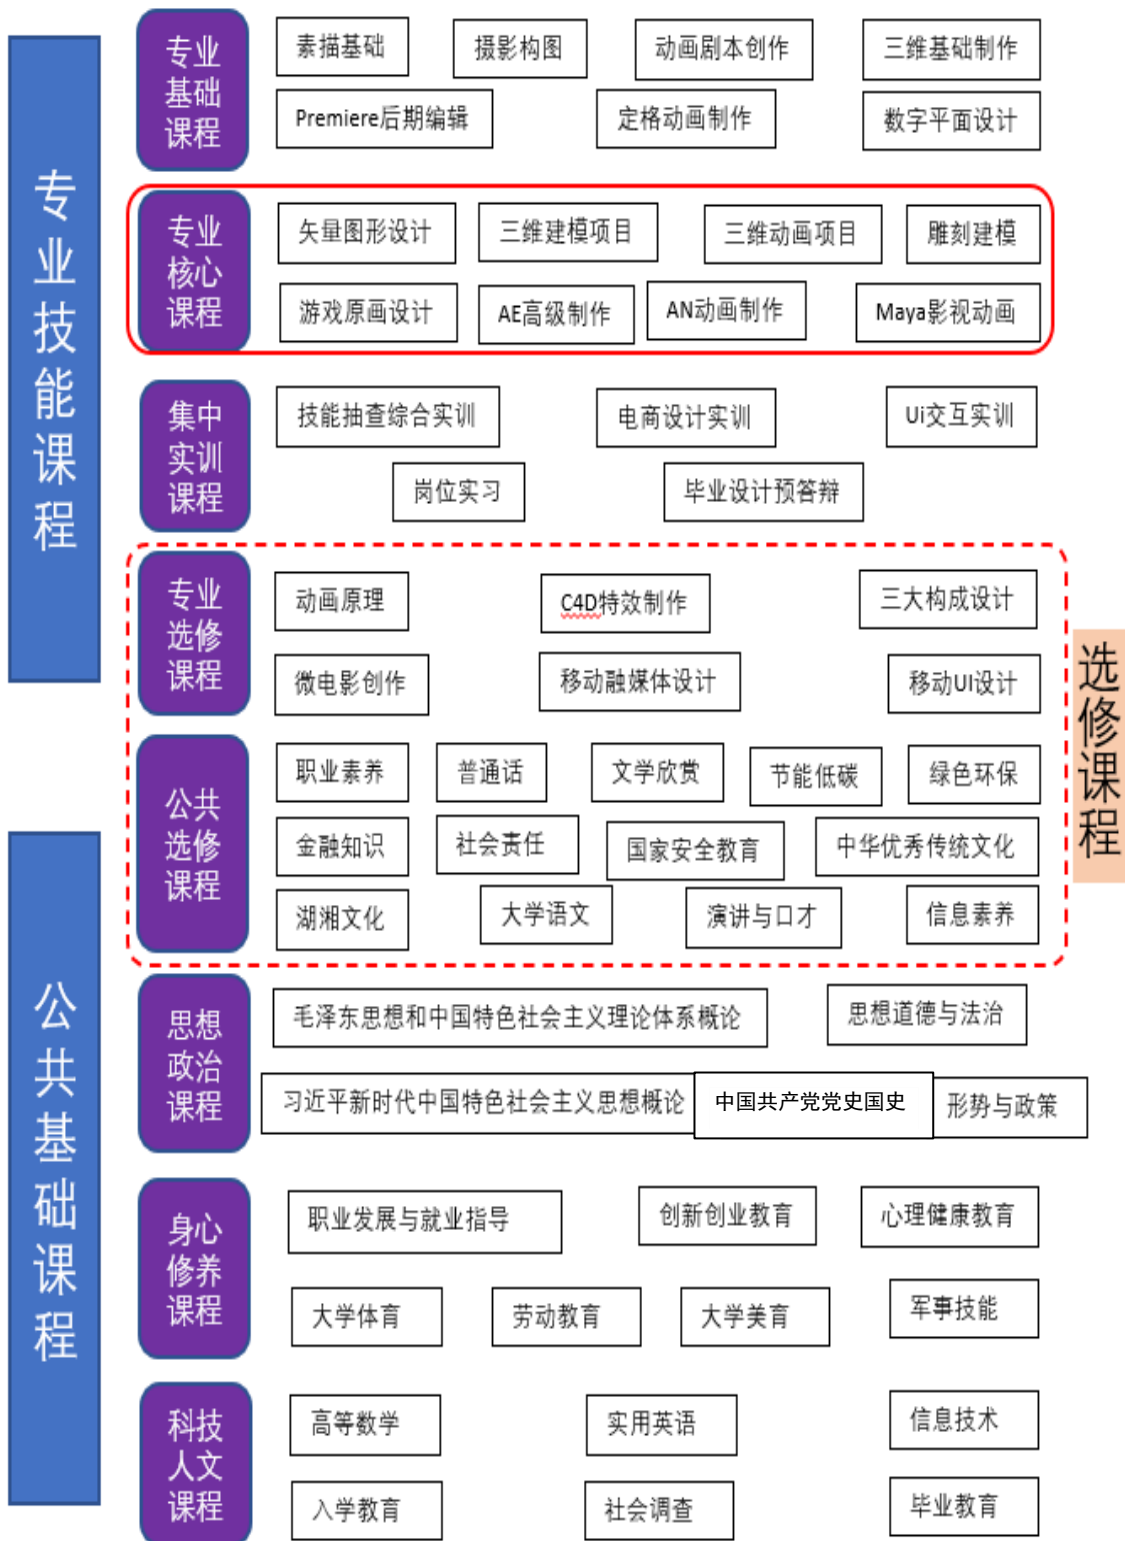 专业技能课程
专业
基础
课程
素描基础
摄影构图
动画剧本创作
三维基础制作
Premiere后期编辑
定格动画制作
数字平面设计
专业
核心
课程
矢量图形设计
三维建模项目
三维动画项目
雕刻建模
游戏原画设计
AE高级制作
AN动画制作
Maya影视动画
集中
实训
课程
技能抽查综合实训
电商设计实训
Ui交互实训
岗位实习
毕业设计预答辩
选修课程
专业
选修
课程
动画原理
C4D特效制作
三大构成设计
微电影创作
移动融媒体设计
移动UI设计
公共基础课程
公共
选修
课程
职业素养
普通话
文学欣赏
节能低碳
绿色环保
金融知识
社会责任
国家安全教育
中华优秀传统文化
湖湘文化
大学语文
演讲与口才
信息素养
思想
政治
课程
毛泽东思想和中国特色社会主义理论体系概论
思想道德与法治
习近平新时代中国特色社会主义思想概论
中国共产党党史国史
形势与政策
身心
修养
课程
职业发展与就业指导
创新创业教育
心理健康教育
大学体育
劳动教育
大学美育
军事技能
科技
人文
课程
高等数学
实用英语
信息技术
入学教育
社会调查
毕业教育